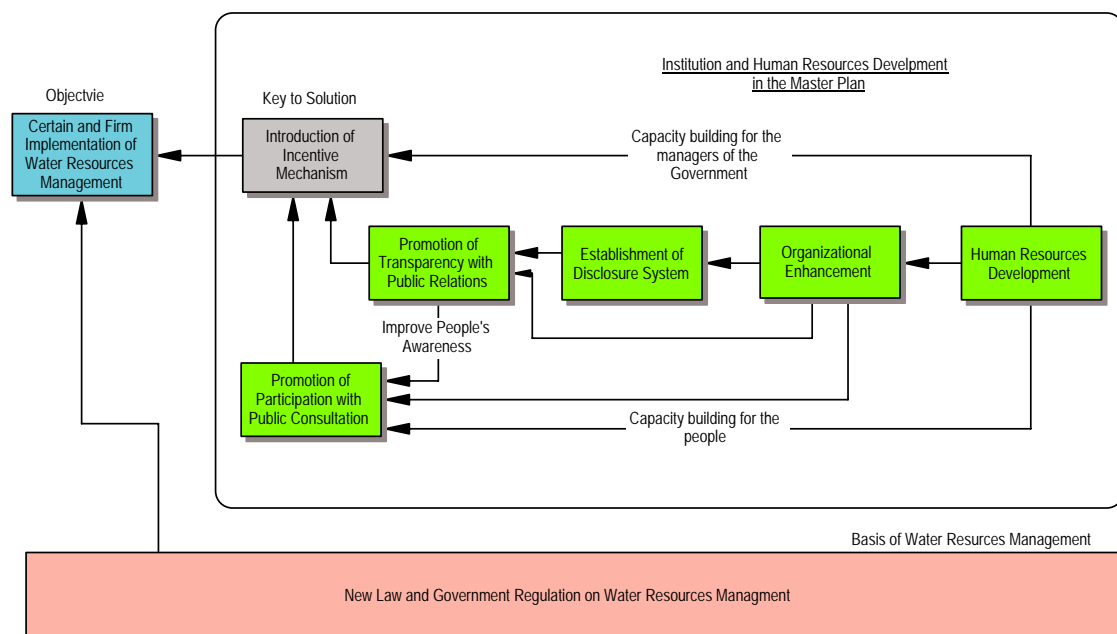 Institution and Human Resources Develpment
in the Master Plan
Objectvie
Key to Solution
Certain and Firm
Implementation of
Water Resources
Management
Introduction of
Incentive
Mechanism
Capacity building for the
managers of the
Government
Promotion of
Transparency with
Public Relations
Establishment of
Disclosure System
Organizational
Enhancement
Human Resources
Development
Improve People's
Awareness
Promotion of
Participation with
Public Consultation
Capacity building for the
people
Basis of Water Resurces Management
New Law and Government Regulation on Water Resources Managment